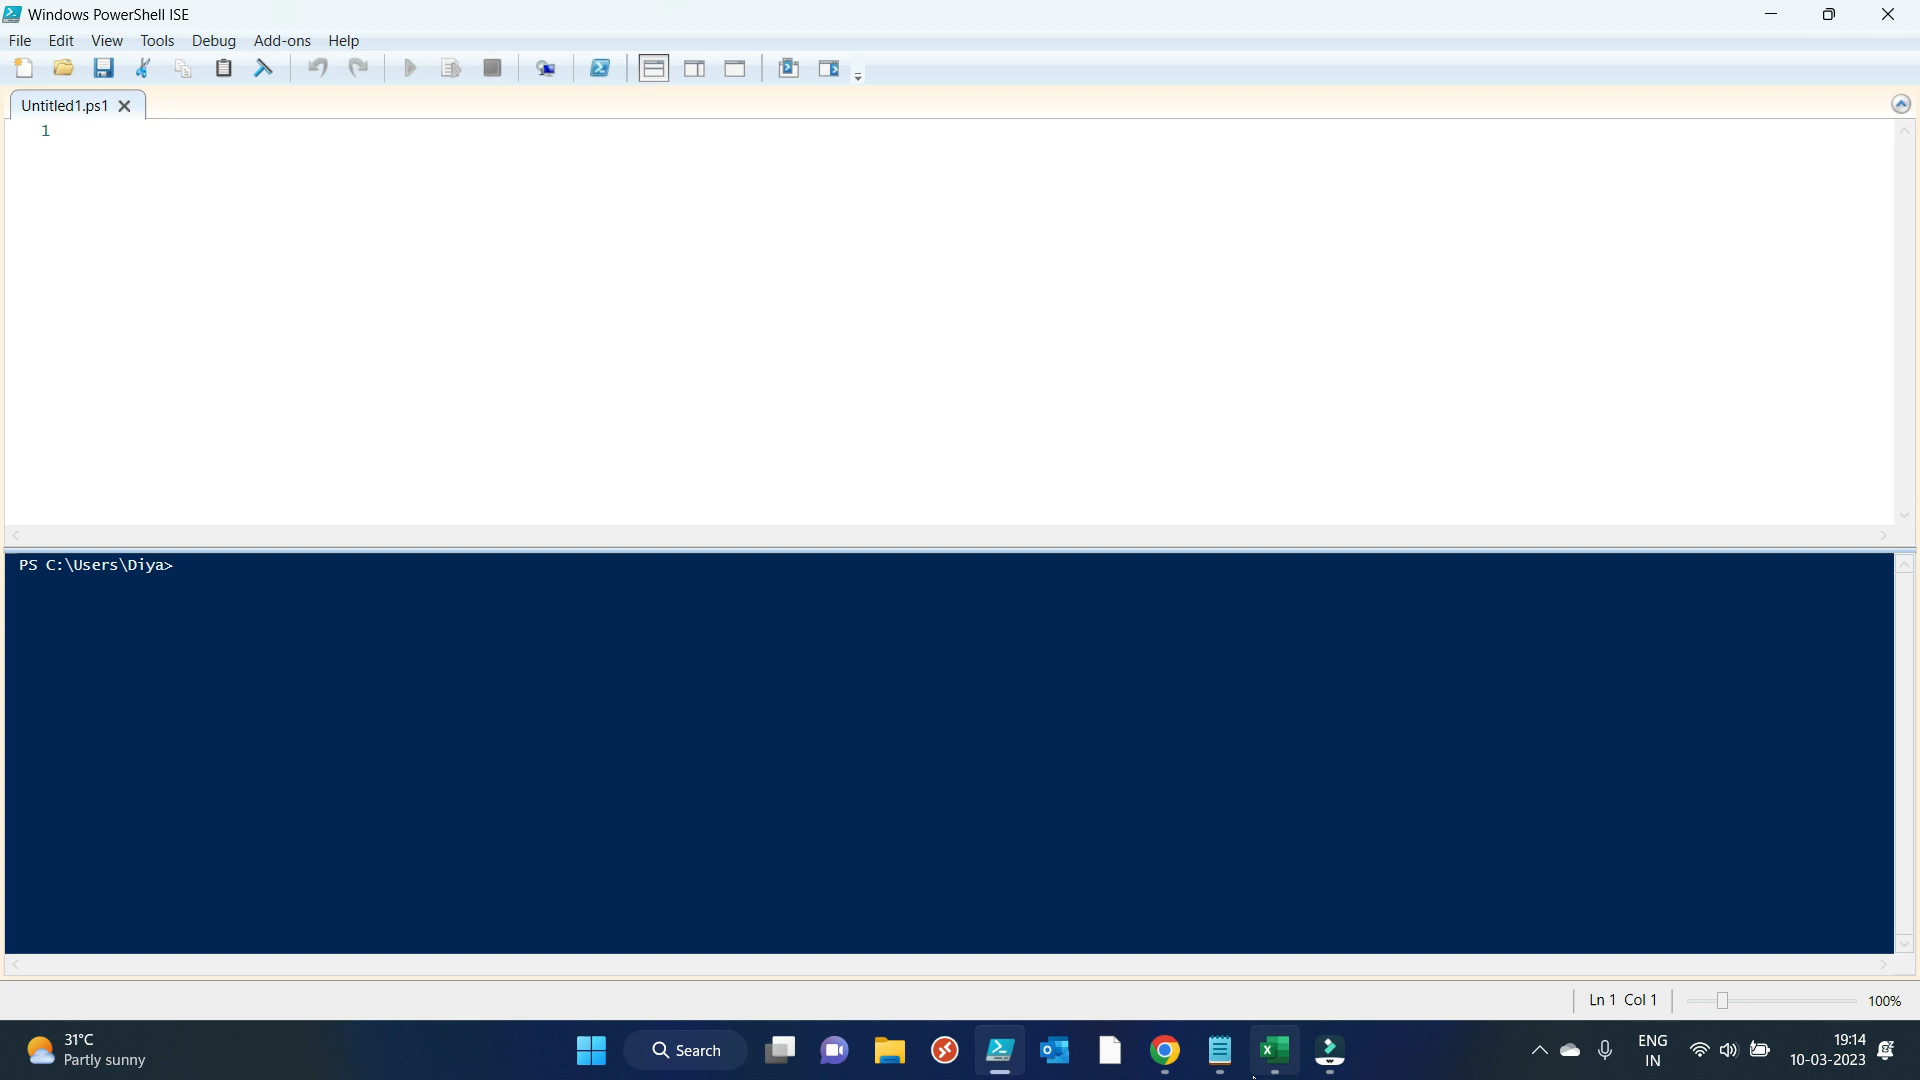 Windows PowerShell ISE
File Edit View Tools Debug Add-ons Help
Untitled1.ps1
1
PS C:\Users\Diya>
Ln 1 Col 1 100%
31°C
Partly sunny
Search
ENG
IN
19:14
10-03-2023